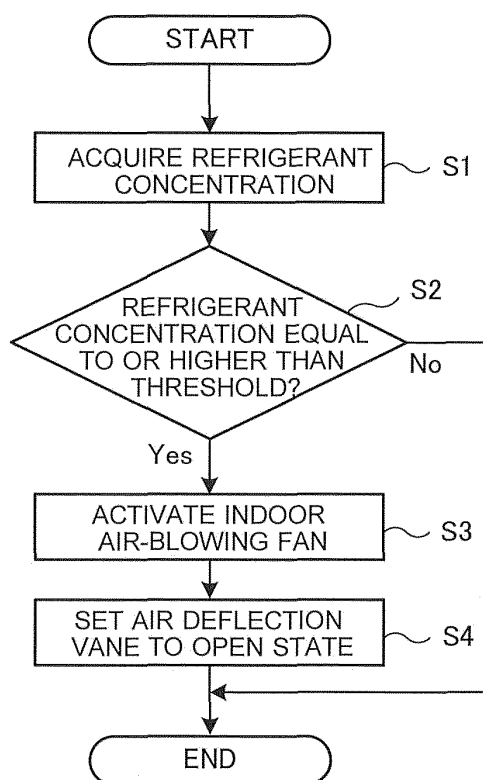 START
ACQUIRE REFRIGERANT
CONCENTRATION
S1
REFRIGERANT
CONCENTRATION EQUAL
TO OR HIGHER THAN
THRESHOLD?
S2
No
Yes
ACTIVATE INDOOR
AIR-BLOWING FAN
S3
SET AIR DEFLECTION
VANE TO OPEN STATE
S4
END